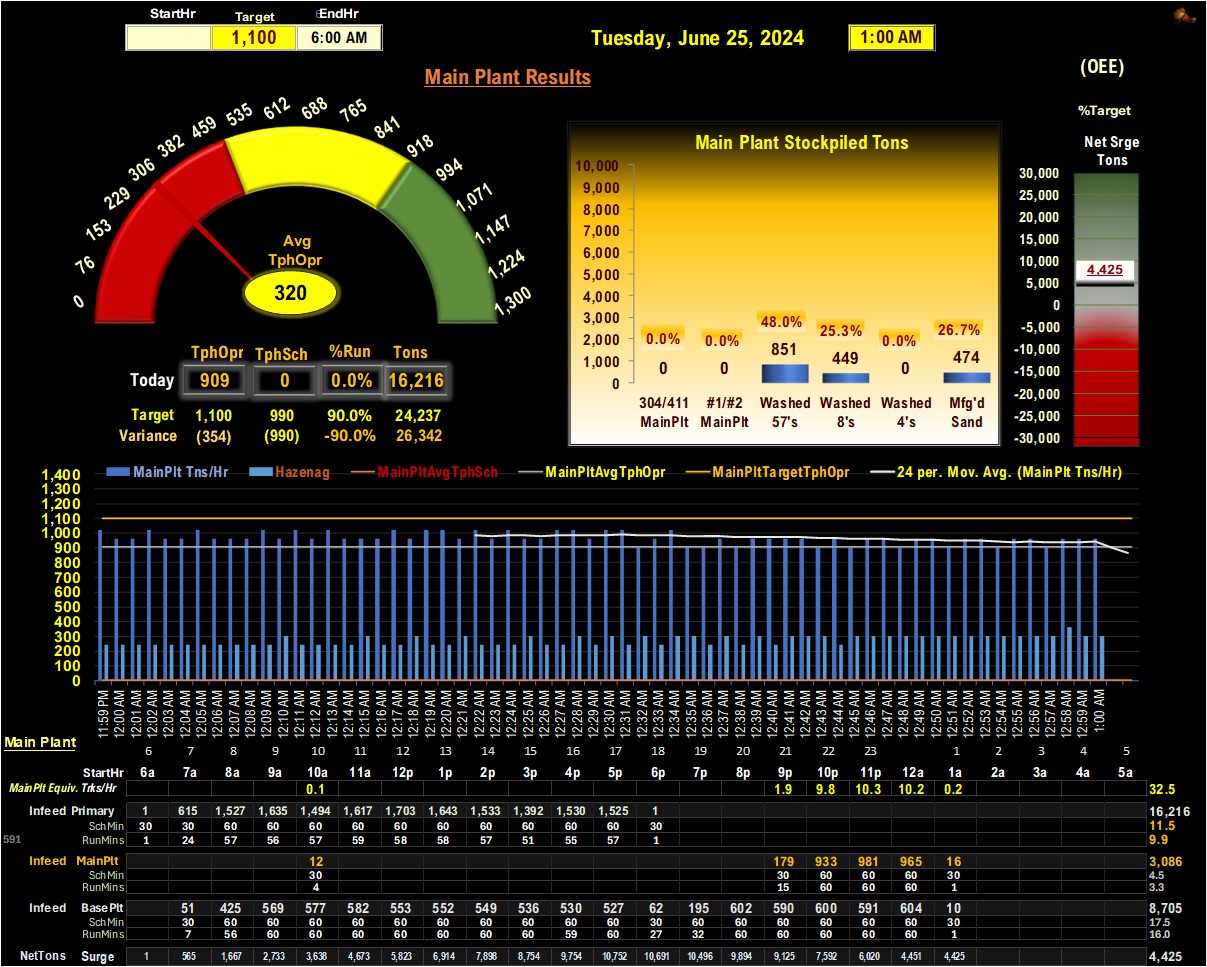 StartHr Target EndHr
1,100 6:00 AM
Tuesday, June 25, 2024 1:00 AM
(OEE)
Main Plant Results
%Target
Net Srge
Tons
0 76 153 229 306 382 459 535 612 688 765 841 918 994 1,071 1,147 1,224 1,300
Avg
TphOpr
320
TphOpr TphSch %Run Tons
Today 909 0 0.0% 16,216
Target 1,100 990 90.0% 24,237
Variance (354) (990) -90.0% 26,342
Main Plant Stockpiled Tons
10,000
9,000
8,000
7,000
6,000
5,000
4,000
3,000
2,000
1,000
0
0.0% 0.0% 48.0% 25.3% 0.0% 26.7%
0 0 851 449 0 474
304/411 #1/#2 Washed Washed Washed Mfg'd
MainPlt MainPlt 57's 8's 4's Sand
30,000
25,000
20,000
15,000
10,000
4,425
5,000
0
-5,000
-10,000
-15,000
-20,000
-25,000
-30,000
MainPlt Tns/Hr Hazenag MainPltAvgTphSch MainPltAvgTphOpr MainPltTargetTphOpr 24 per. Mov. Avg. (MainPlt Tns/Hr)
1,400
1,300
1,200
1,100
1,000
900
800
700
600
500
400
300
200
100
0
11:59 PM 12:00 AM 12:01 AM 12:02 AM 12:03 AM 12:04 AM 12:05 AM 12:06 AM 12:07 AM 12:08 AM 12:09 AM 12:10 AM 12:12 AM 12:13 AM 12:14 AM 12:15 AM 12:16 AM 12:17 AM 12:18 AM 12:19 AM 12:20 AM 12:21 AM 12:22 AM 12:23 AM 12:24 AM 12:25 AM 12:26 AM 12:27 AM 12:28 AM 12:29 AM 12:30 AM 12:31 AM 12:32 AM 12:33 AM 12:34 AM 12:35 AM 12:37 AM 12:38 AM 12:39 AM 12:40 AM 12:41 AM 12:42 AM 12:43 AM 12:44 AM 12:45 AM 12:46 AM 12:47 AM 12:48 AM 12:49 AM 12:50 AM 12:51 AM 12:52 AM 12:53 AM 12:54 AM 12:55 AM 12:56 AM 12:57 AM 12:58 AM 12:59 AM 1:00 AM
Main Plant
6 7 8 9 10 11 12 13 14 15 16 17 18 19 20 21 22 23 1 2 3 4 5
StartHr 6a 7a 8a 9a 10a 11a 12p 1p 2p 3p 4p 5p 6p 7p 8p 9p 10p 11p 12a 1a 2a 3a 4a 5a
MainPlt Equiv. Trks/Hr 0.1 1.9 9.8 10.3 10.2 0.2 32.5
Infeed Primary 1 615 1,527 1,635 1,494 1,617 1,703 1,643 1,533 1,392 1,530 1,525 1 16,216
SchMin 30 30 60 60 60 60 60 60 60 60 60 60 30 11.5
591 RunMins 1 24 57 56 57 59 58 58 57 51 55 57 1 9.9
Infeed MainPlt 12 179 933 981 965 16 3,086
SchMin 30 30 60 60 60 30 4.5
RunMins 4 15 60 60 60 1 3.3
Infeed BasePlt 51 425 569 577 582 553 552 549 536 530 527 62 195 602 590 600 591 604 10 8,705
SchMin 30 60 60 60 60 60 60 60 60 60 60 30 60 60 60 60 60 60 30 17.5
RunMins 7 56 60 60 60 60 60 60 60 59 60 27 32 60 60 60 60 60 1 16.0
NetTons Surge 1 565 1,667 2,733 3,638 4,673 5,823 6,914 7,898 8,754 9,754 10,752 10,691 10,496 9,894 9,125 7,592 6,020 4,451 4,425 4,425